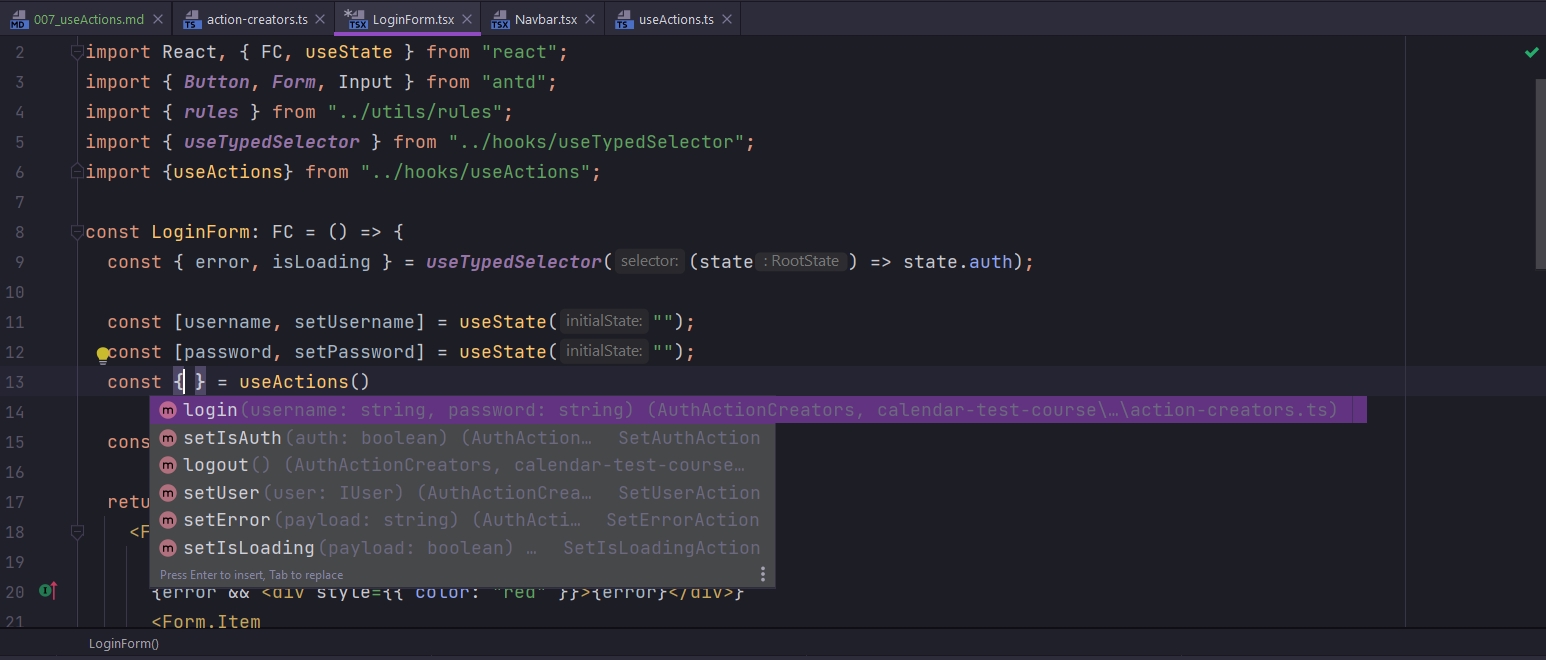 007_useActions.md action-creators.ts LoginForm.tsx Navbar.tsx useActions.ts
2 import React, { FC, useState } from "react";
3 import { Button, Form, Input } from "antd";
4 import { rules } from "../utils/rules";
5 import { useTypedSelector } from "../hooks/useTypedSelector";
6 import {useActions} from "../hooks/useActions";
7
8 const LoginForm: FC = () => {
9 const { error, isLoading } = useTypedSelector( selector: (state : RootState ) => state.auth);
10
11 const [username, setUsername] = useState( initialState: "");
12 const [password, setPassword] = useState( initialState: "");
13 const { } = useActions()
14 m login(username: string, password: string) (AuthActionCreators, calendar-test-course\…\action-creators.ts)
m setIsAuth(auth: boolean) (AuthAction… SetAuthAction
15 cons
16 m logout() (AuthActionCreators, calendar-test-course…
m setUser(user: IUser) (AuthActionCrea… SetUserAction
17 retu
m setError(payload: string) (AuthActi… SetErrorAction
18 <F
19 m setIsLoading(payload: boolean) … SetIsLoadingAction
Press Enter to insert, Tab to replace
20 {error && <div style={{ color: "red" }}>{error}</div>}
21 <Form.Item
LoginForm()